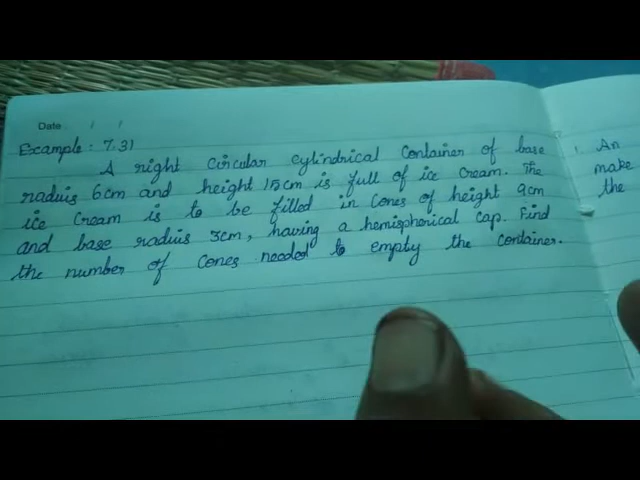 Date / /
Example : 7.31
A right circular cylindrical container of base
radius 6cm and height 15cm is full of ice cream. The
ice cream is to be filled in cones of height 9cm
and base radius 3cm, having a hemispherical cap. Find
the number of cones needed to empty the container.
An
make
the